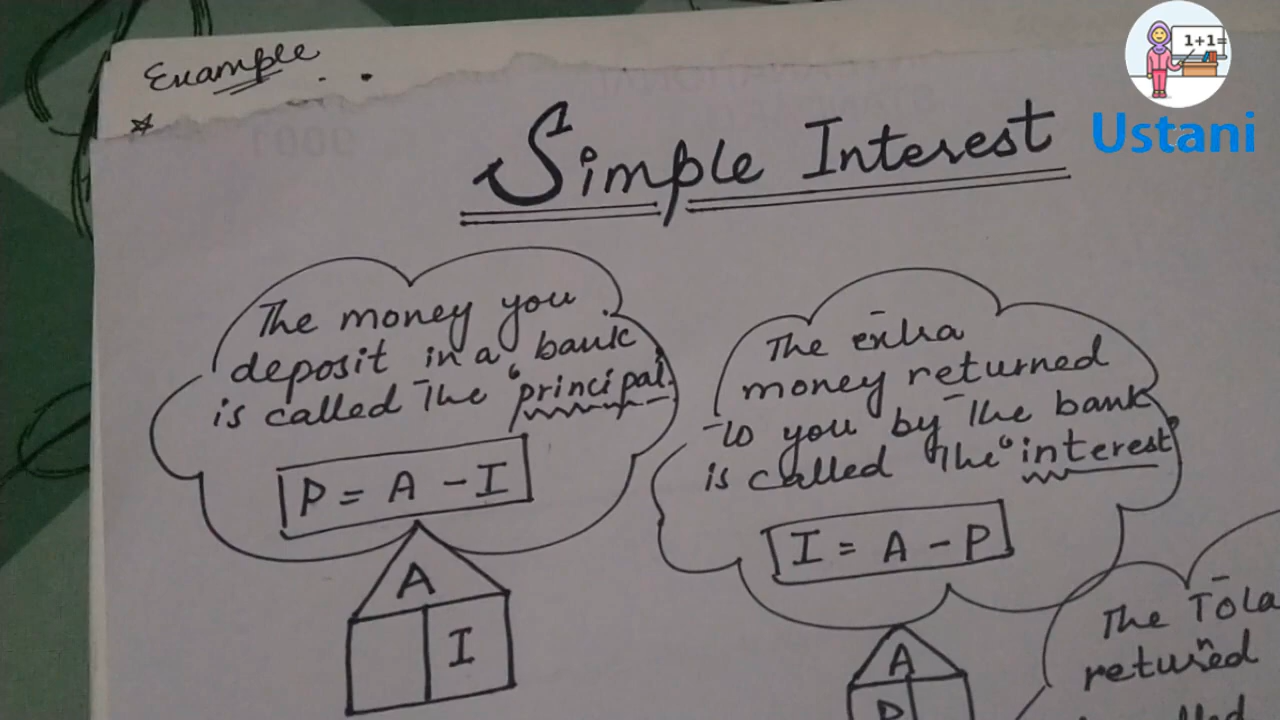 Example . .
1+1=
Ustani
Simple Interest
The money you
deposit in a bank
is called the "principal.
P = A - I
A
I
The extra
money returned
to you by the bank
is called the "interest
I = A - P
A
P
The
returned